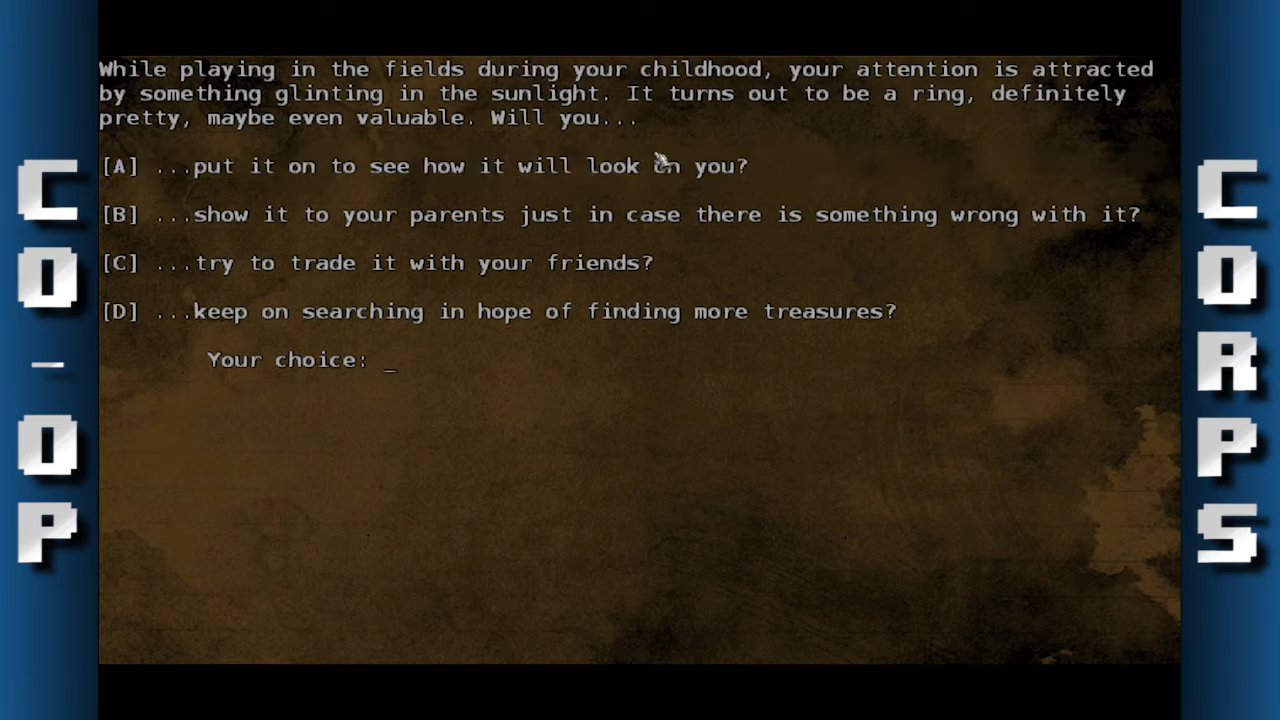 While playing in the fields during your childhood, your attention is attracted
by something glinting in the sunlight. It turns out to be a ring, definitely
pretty, maybe even valuable. Will you...
[A] ...put it on to see how it will look on you?
[B] ...show it to your parents just in case there is something wrong with it?
[C] ...try to trade it with your friends?
[D] ...keep on searching in hope of finding more treasures?
Your choice: _
CO-OP
CORPS